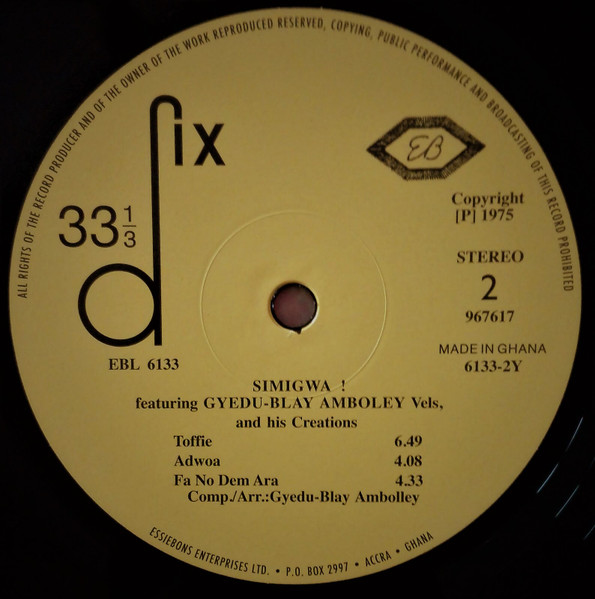 ALL RIGHTS OF THE RECORD PRODUCER AND OF THE OWNER OF THE WORK REPRODUCED RESERVED, COPYING, PUBLIC PERFORMANCE AND BROADCASTING OF THIS RECORD PROHIBITED
dix
33 1/3
EB
Copyright
[P] 1975
STEREO
2
967617
MADE IN GHANA
6133-2Y
EBL 6133
SIMIGWA !
featuring GYEDU-BLAY AMBOLEY Vels,
and his Creations
Toffie 6.49
Adwoa 4.08
Fa No Dem Ara 4.33
Comp./Arr.:Gyedu-Blay Ambolley
ESSIEBONS ENTERPRISES LTD. • P.O. BOX 2997 • ACCRA • GHANA